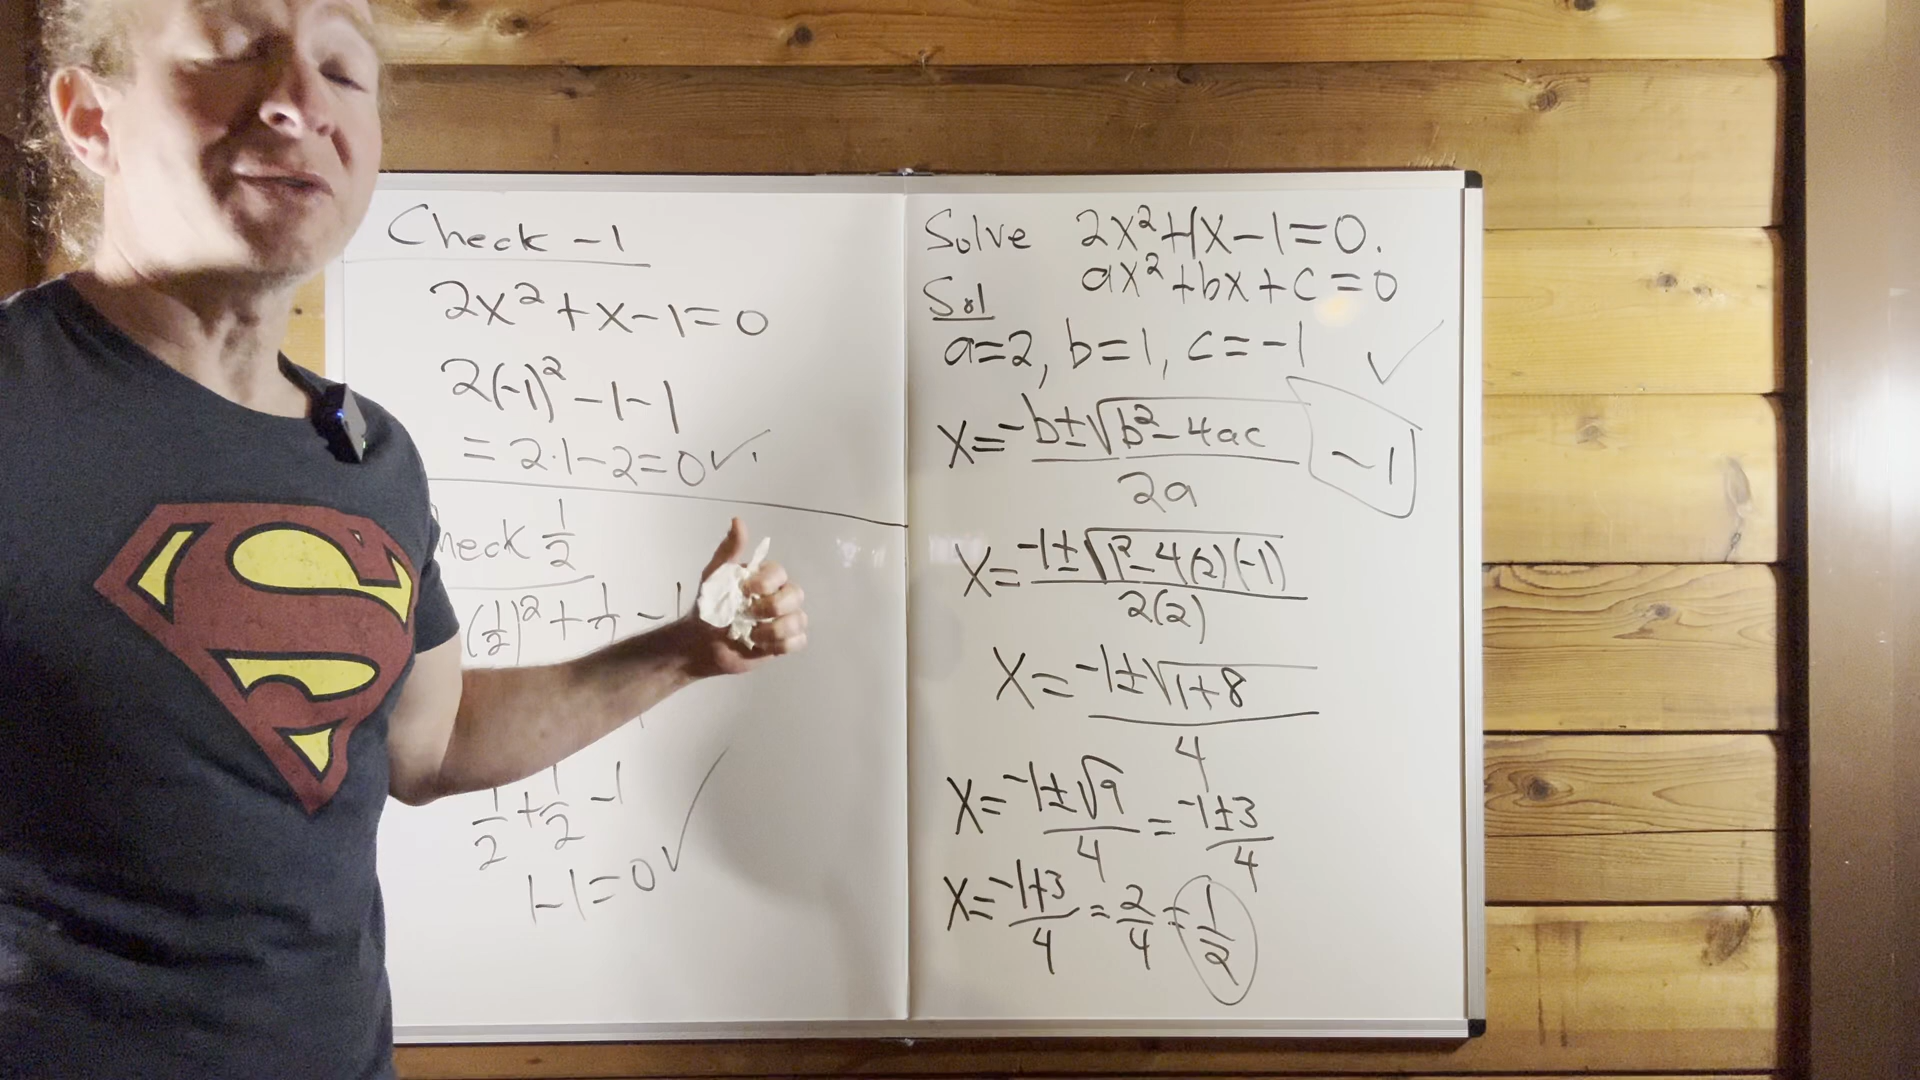 Check -1
2x² + x - 1 = 0
2(-1)² - 1 - 1
= 2·1 - 2 = 0 ✓.
heck 1/2
(1/2)² + 1/2 - 1
1/2 + 1/2 - 1
1 - 1 = 0 ✓
Solve 2x² + 1x - 1 = 0.
ax² + bx + c = 0
Sol
a = 2, b = 1, c = -1 ✓
x = (-b ± √(b² - 4ac))/(2a)
-1
x = (-1 ± √(1² - 4(2)(-1)))/(2(2))
x = (-1 ± √(1 + 8))/4
x = (-1 ± √9)/4 = (-1 ± 3)/4
x = (-1 + 3)/4 = 2/4 = 1/2
S